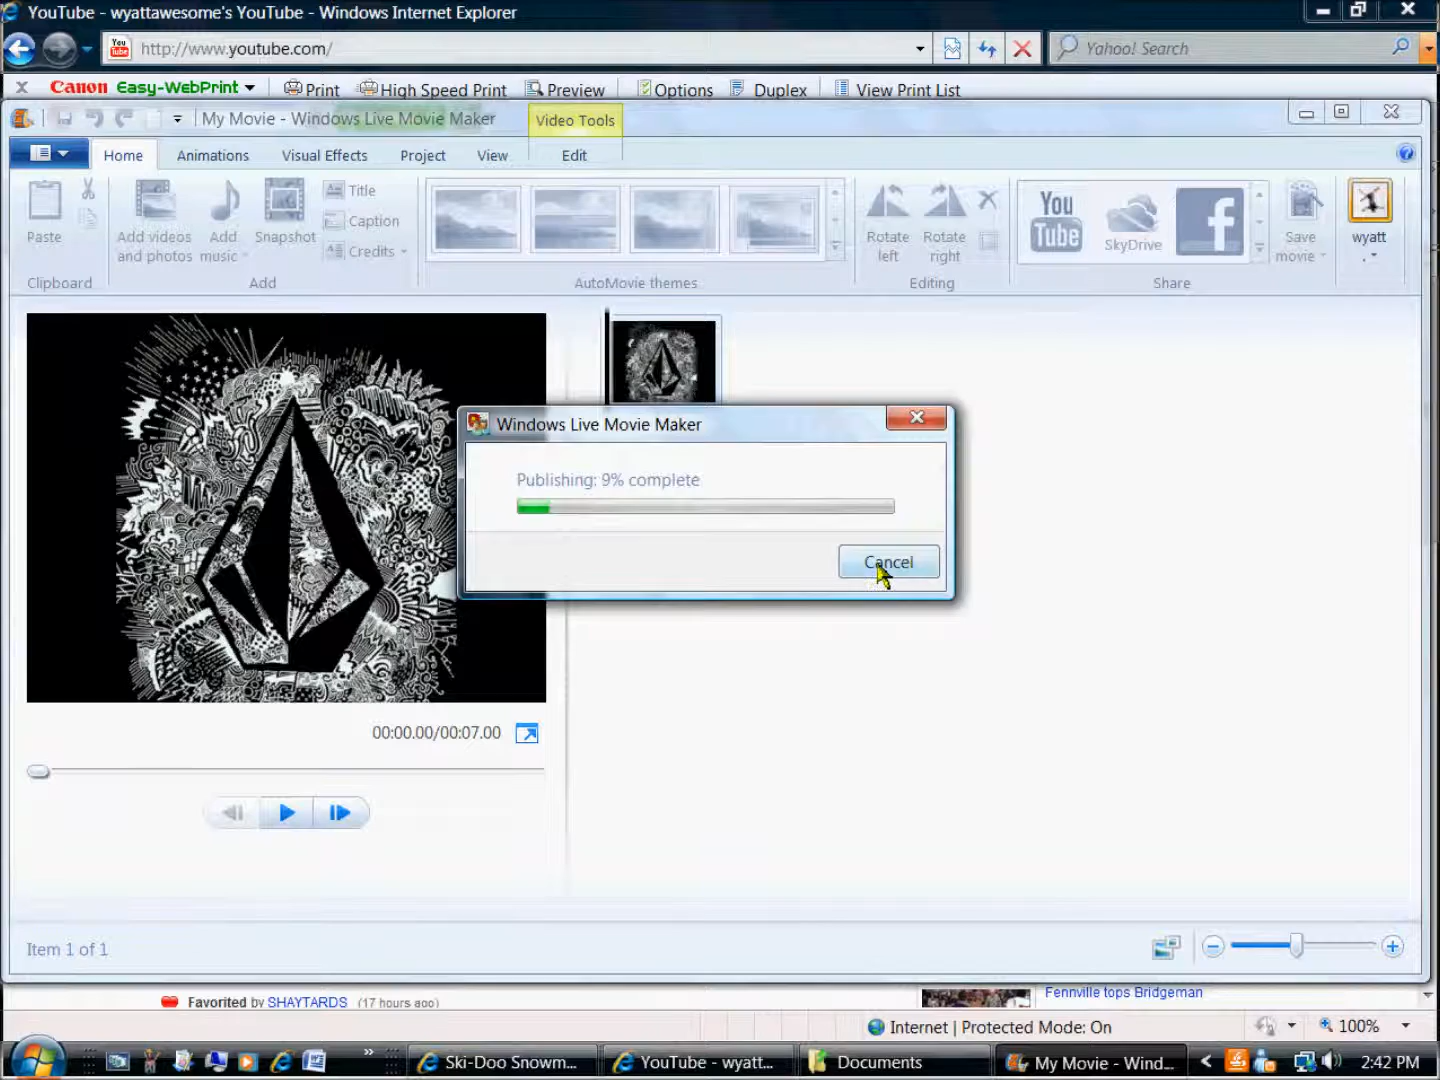 YouTube - wyattawesome's YouTube - Windows Internet Explorer
You Tube http://www.youtube.com/ Yahoo! Search
x Canon Easy-WebPrint Print High Speed Print Preview Options Duplex View Print List
My Movie - Windows Live Movie Maker Video Tools
Home Animations Visual Effects Project View Edit
Paste
Clipboard
Add videos and photos
Add music
Snapshot
Title
Caption
Credits
Add
AutoMovie themes
Rotate left
Rotate right
Editing
You Tube
SkyDrive
f
Share
Save movie
wyatt .
Windows Live Movie Maker
Publishing: 9% complete
Cancel
00:00.00/00:07.00
Item 1 of 1
Favorited by SHAYTARDS (17 hours ago)
Fennville tops Bridgeman
Internet | Protected Mode: On 100%
» Ski-Doo Snowm... YouTube - wyatt... Documents My Movie - Wind... < 2:42 PM